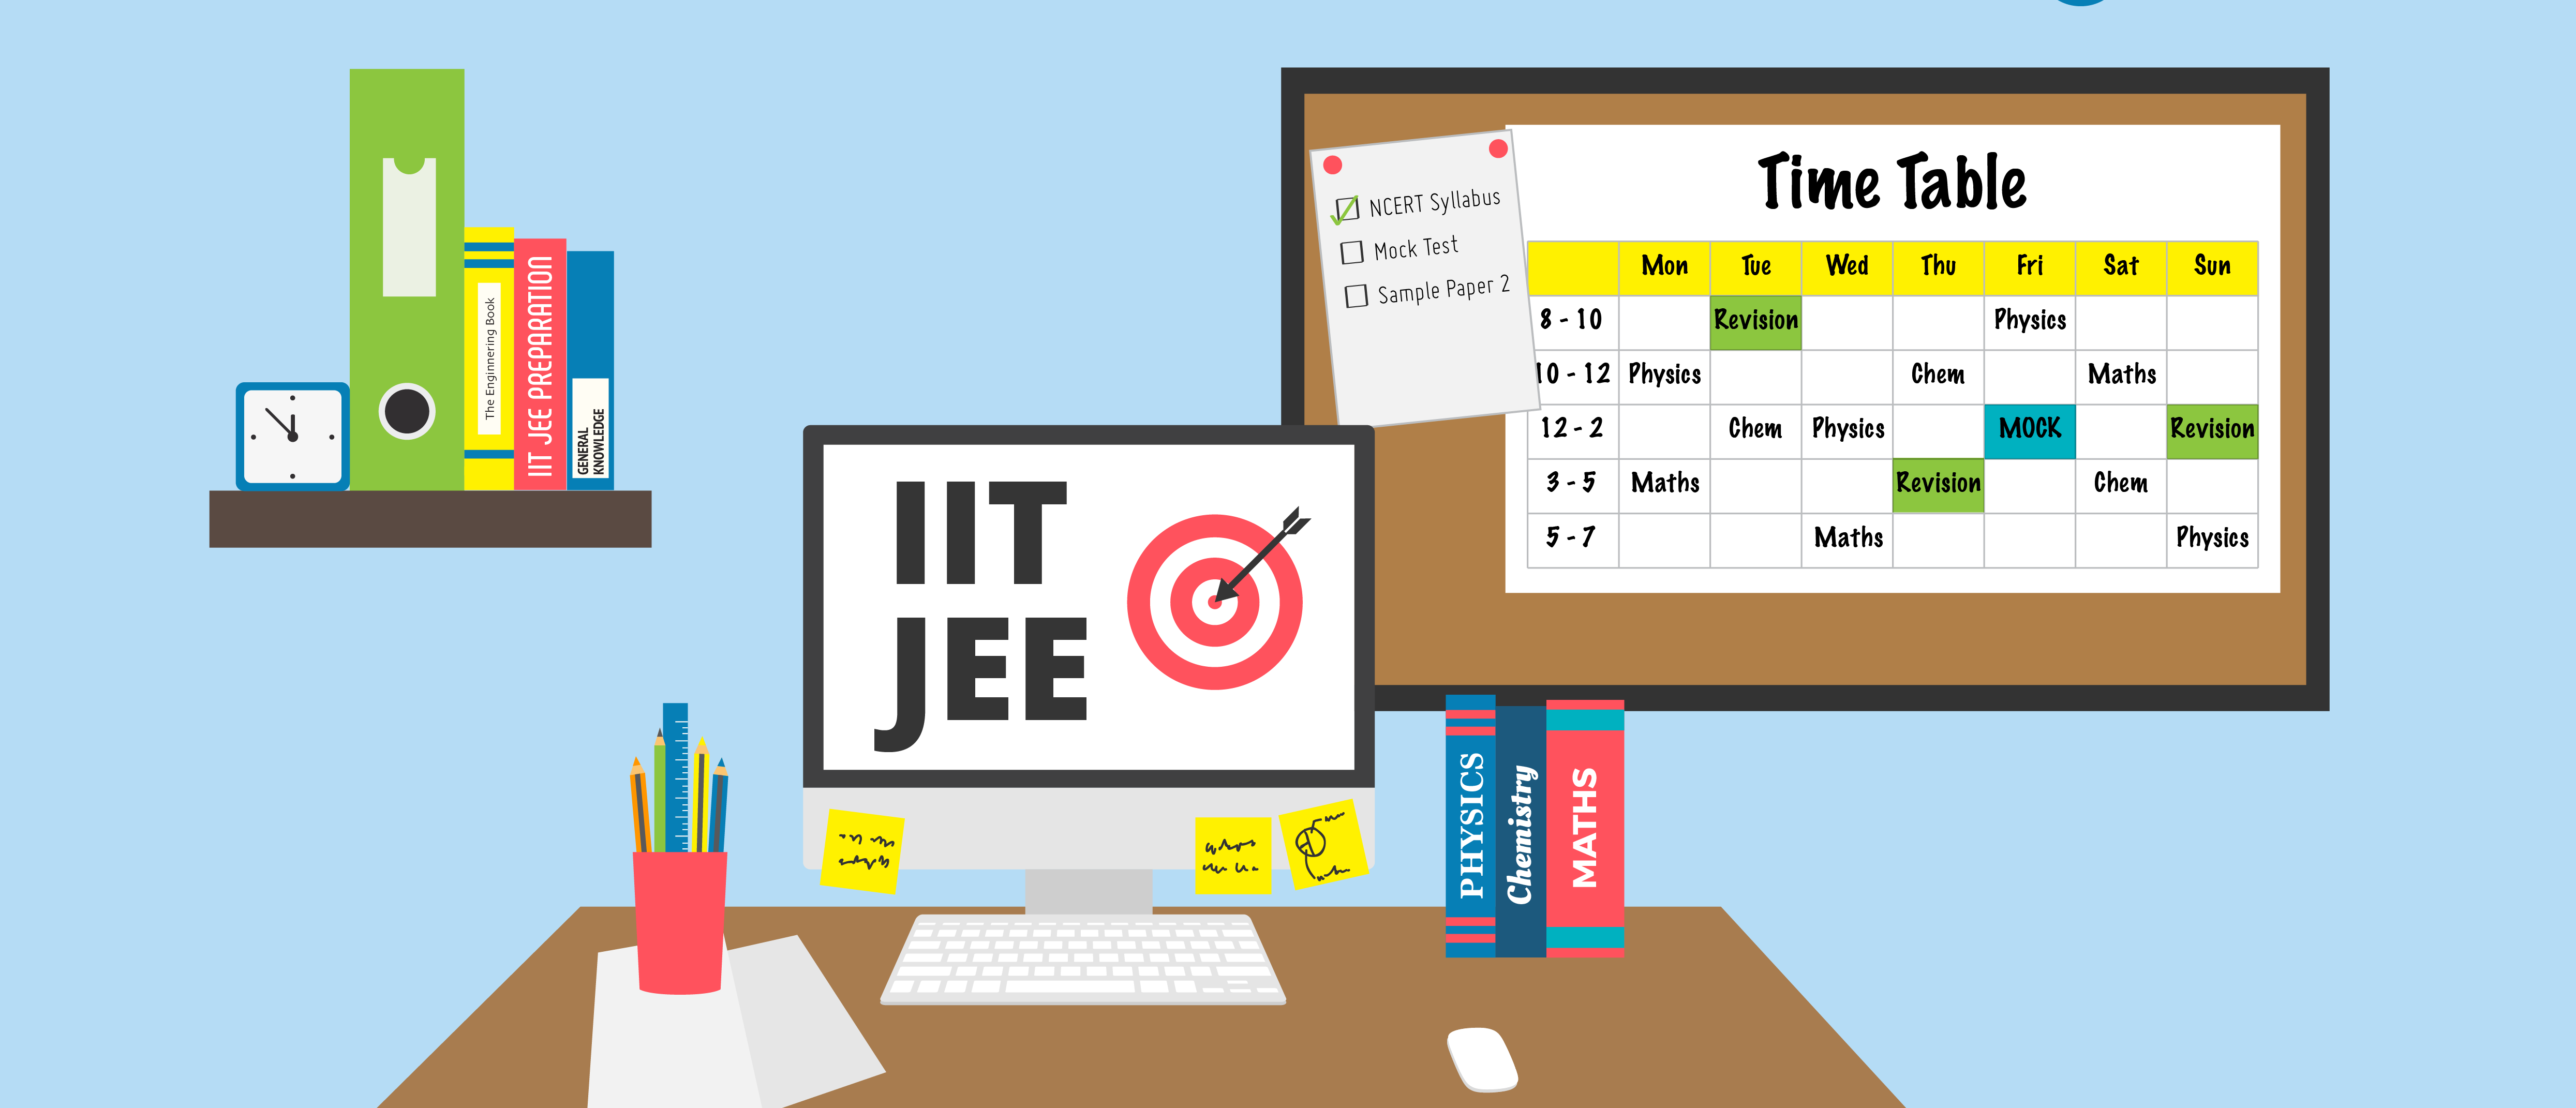 The Enginnering Book
IIT JEE PREPARATION
GENERAL
KNOWLEDGE
NCERT Syllabus
Mock Test
Sample Paper 2
Time Table
Mon Tue Wed Thu Fri Sat Sun
8 - 10 Revision Physics
10 - 12 Physics Chem Maths
12 - 2 Chem Physics MOCK Revision
3 - 5 Maths Revision Chem
5 - 7 Maths Physics
IIT
JEE
PHYSICS
Chemistry
MATHS